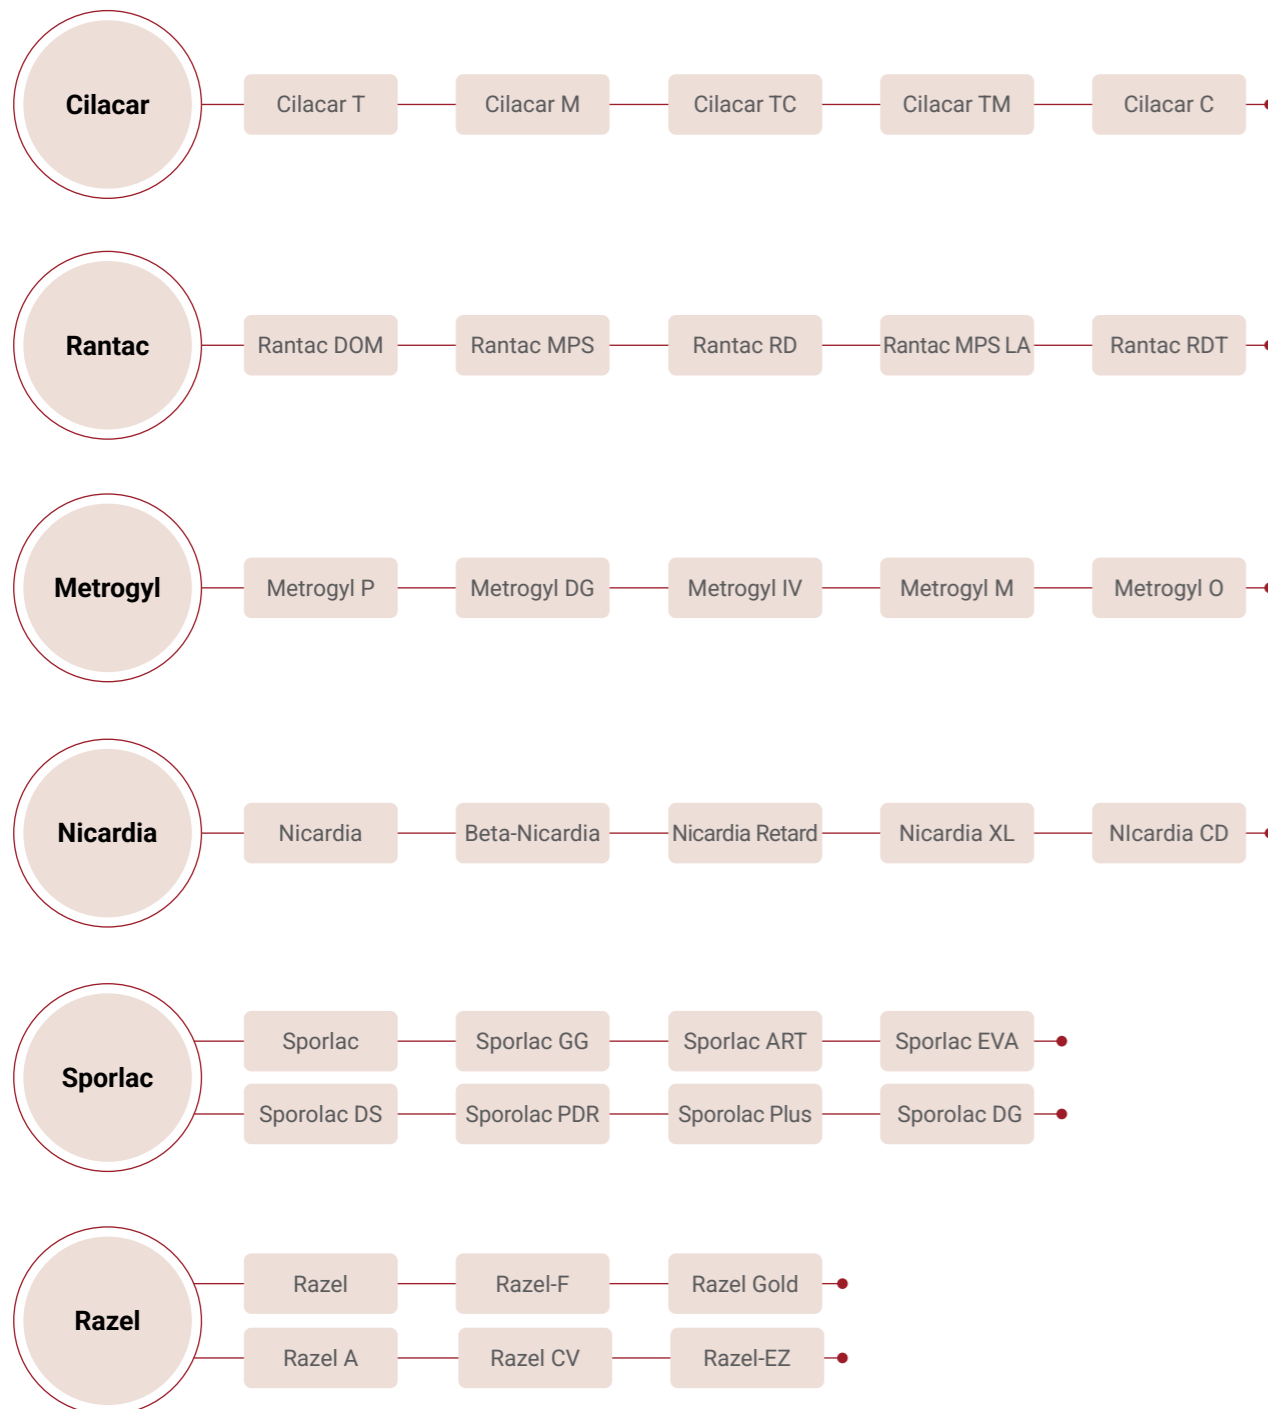 Cilacar
Cilacar T
Cilacar M
Cilacar TC
Cilacar TM
Cilacar C
Rantac
Rantac DOM
Rantac MPS
Rantac RD
Rantac MPS LA
Rantac RDT
Metrogyl
Metrogyl P
Metrogyl DG
Metrogyl IV
Metrogyl M
Metrogyl O
Nicardia
Nicardia
Beta-Nicardia
Nicardia Retard
Nicardia XL
NIcardia CD
Sporlac
Sporlac
Sporlac GG
Sporlac ART
Sporlac EVA
Sporolac DS
Sporolac PDR
Sporolac Plus
Sporolac DG
Razel
Razel
Razel-F
Razel Gold
Razel A
Razel CV
Razel-EZ